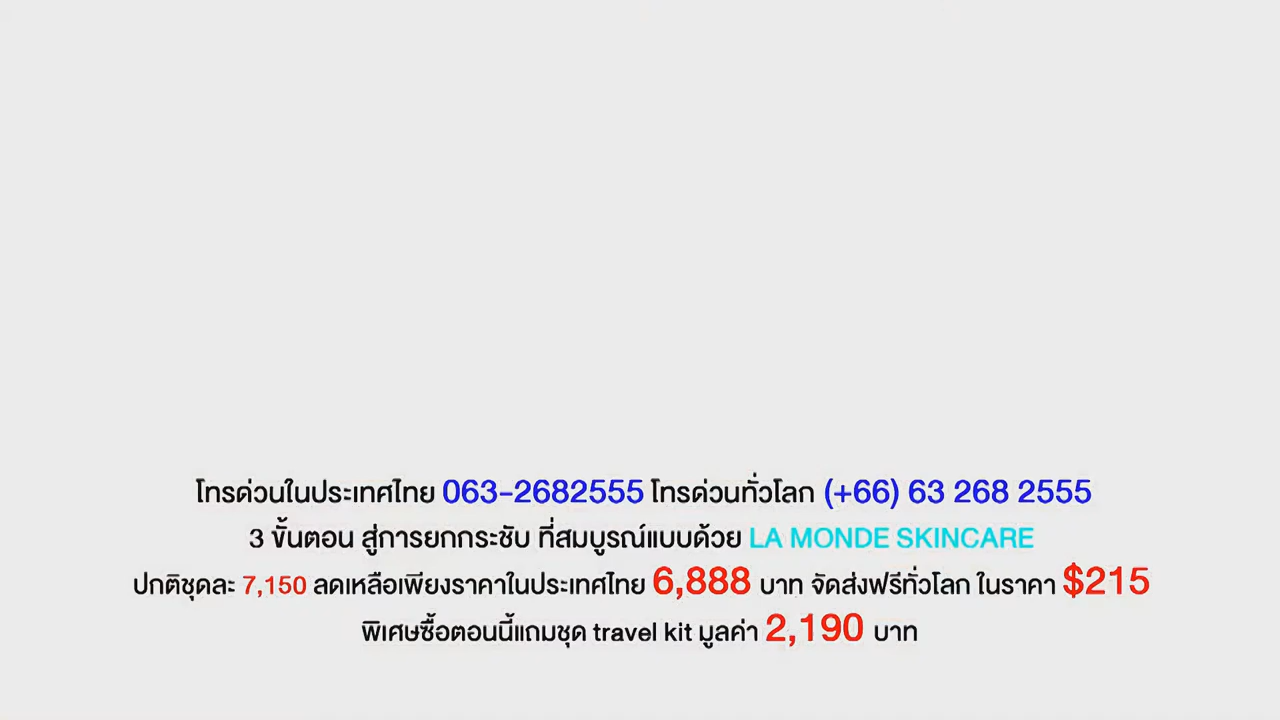 โทรด่วนในประเทศไทย 063-2682555 โทรด่วนทั่วโลก (+66) 63 268 2555
3 ขั้นตอน สู่การยกกระชับ ที่สมบูรณ์แบบด้วย LA MONDE SKINCARE
ปกติชุดละ 7,150 ลดเหลือเพียงราคาในประเทศไทย 6,888 บาท จัดส่งฟรีทั่วโลก ในราคา $215
พิเศษซื้อตอนนี้แถมชุด travel kit มูลค่า 2,190 บาท